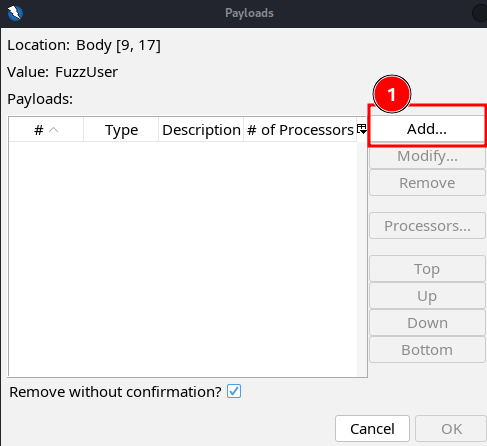 Payloads
Location: Body [9, 17]
Value: FuzzUser
Payloads:
1
# Type Description # of Processors
Add...
Modify...
Remove
Processors...
Top
Up
Down
Bottom
Remove without confirmation?
Cancel OK